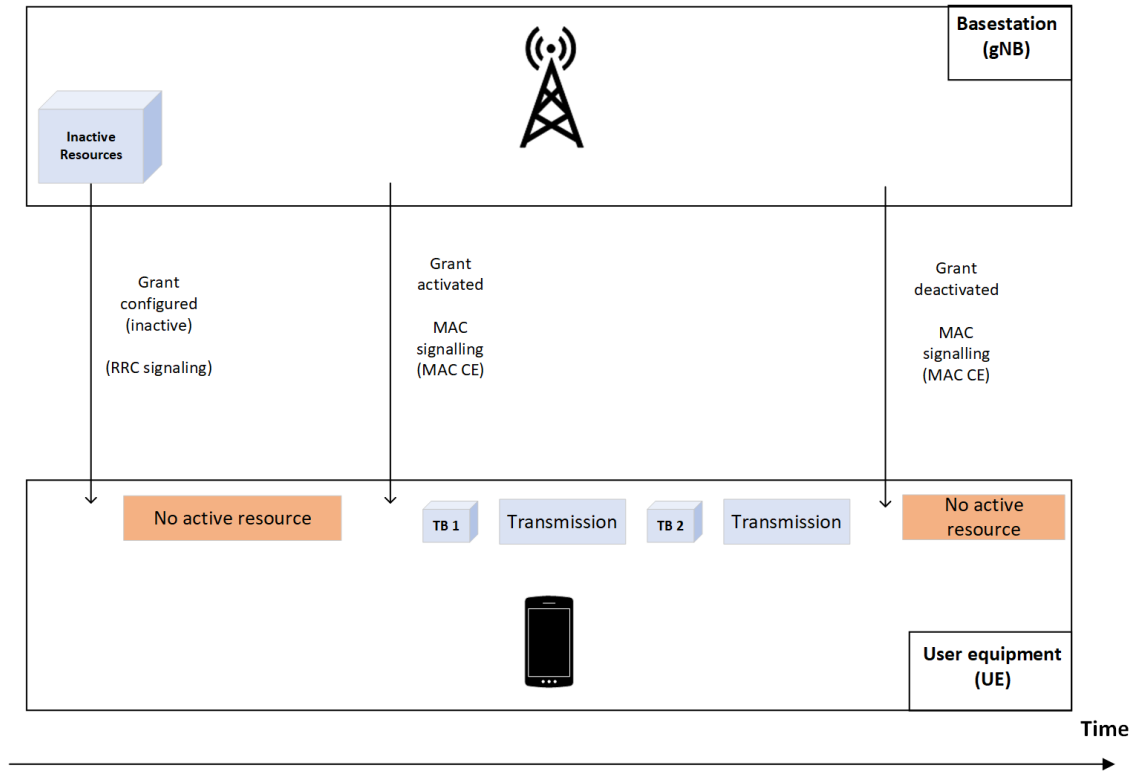 Basestation
(gNB)
Inactive
Resources
Grant
configured
(inactive)
(RRC signaling)
Grant
activated
MAC
signalling
(MAC CE)
Grant
deactivated
MAC
signalling
(MAC CE)
No active resource
TB 1
Transmission
TB 2
Transmission
No active
resource
User equipment
(UE)
Time